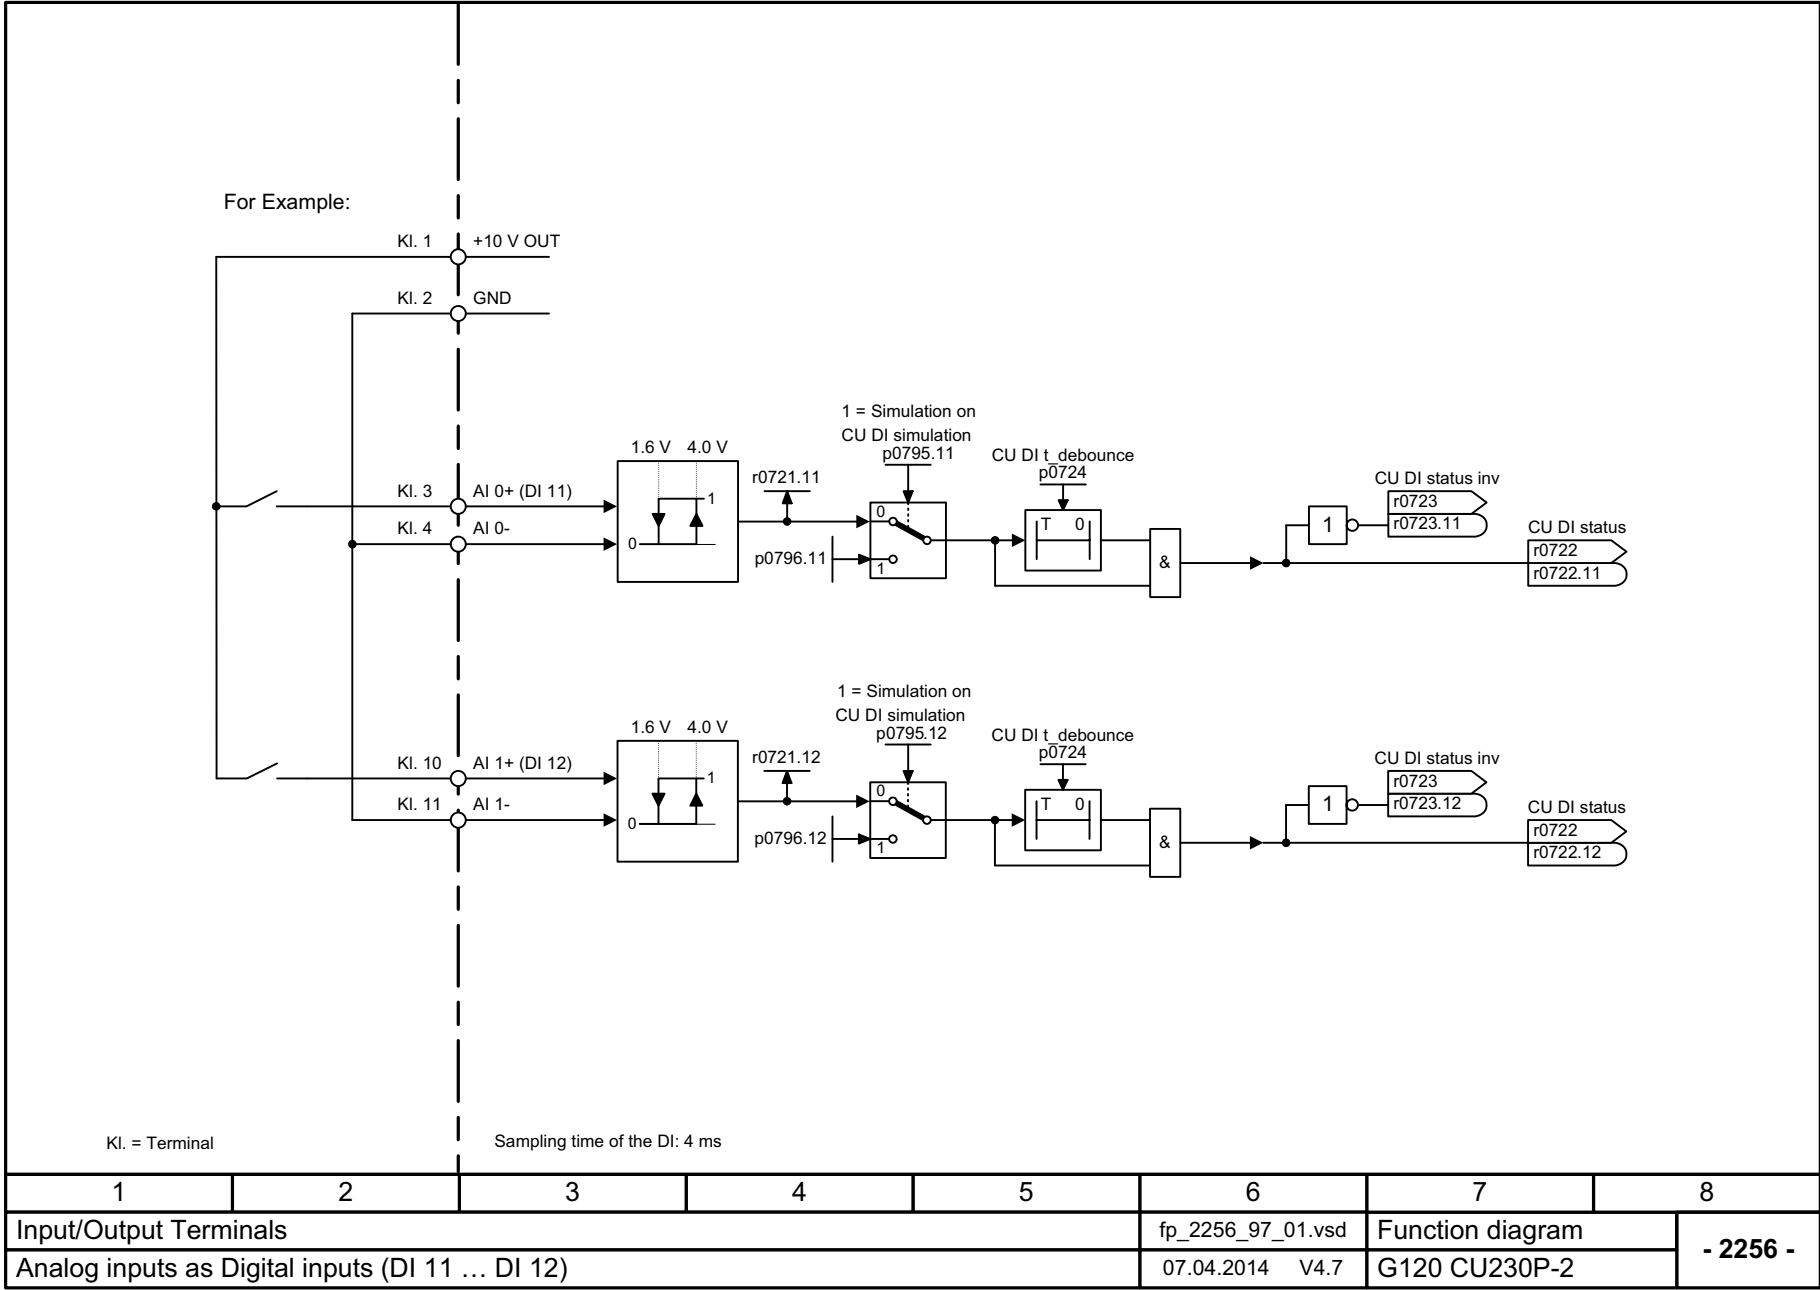 For Example:
Kl. 1 +10 V OUT
Kl. 2 GND
1 = Simulation on
CU DI simulation
p0795.11
1.6 V 4.0 V
CU DI t_debounce
p0724
r0721.11
CU DI status inv
r0723
r0723.11
Kl. 3 AI 0+ (DI 11)
Kl. 4 AI 0-
1
0
0
1
p0796.11
T 0
&
1
CU DI status
r0722
r0722.11
1 = Simulation on
CU DI simulation
p0795.12
1.6 V 4.0 V
CU DI t_debounce
p0724
r0721.12
CU DI status inv
r0723
r0723.12
Kl. 10 AI 1+ (DI 12)
Kl. 11 AI 1-
1
0
0
1
p0796.12
T 0
&
1
CU DI status
r0722
r0722.12
Kl. = Terminal
Sampling time of the DI: 4 ms
1 2 3 4 5 6 7 8
Input/Output Terminals fp_2256_97_01.vsd Function diagram
- 2256 -
Analog inputs as Digital inputs (DI 11 … DI 12) 07.04.2014 V4.7 G120 CU230P-2